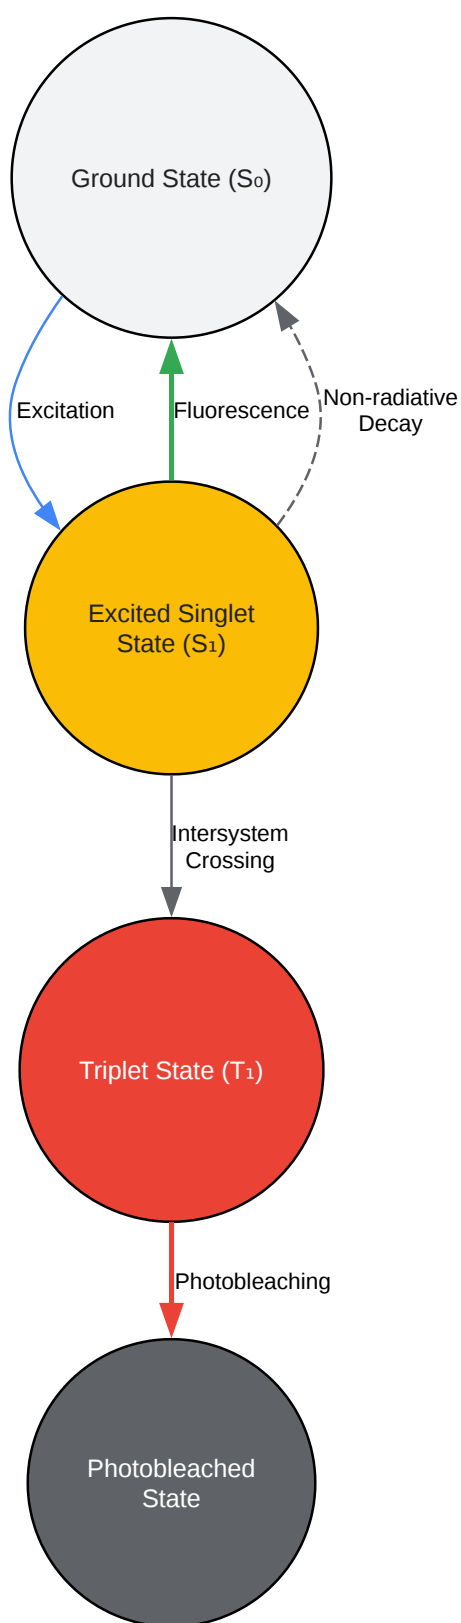 Ground State (S₀)
Excitation
Fluorescence
Non-radiative
Decay
Excited Singlet
State (S₁)
Intersystem
Crossing
Triplet State (T₁)
Photobleaching
Photobleached
State